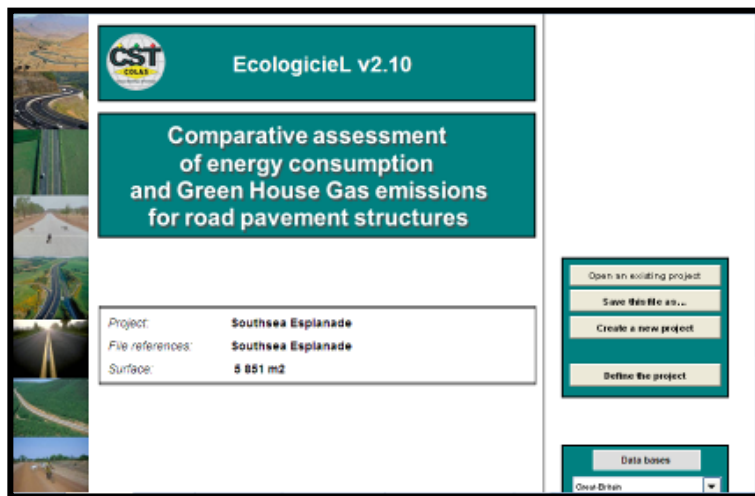 CST
COLAS
EcologicieL v2.10
Comparative assessment
of energy consumption
and Green House Gas emissions
for road pavement structures
Project: Southsea Esplanade
File references: Southsea Esplanade
Surface: 5 851 m2
Open an existing project
Save this file as...
Create a new project
Define the project
Data bases
Great-Britain